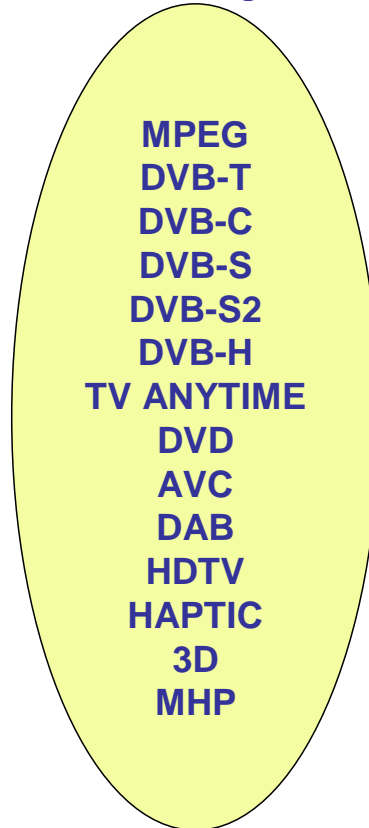 MPEG
DVB-T
DVB-C
DVB-S
DVB-S2
DVB-H
TV ANYTIME
DVD
AVC
DAB
HDTV
HAPTIC
3D
MHP